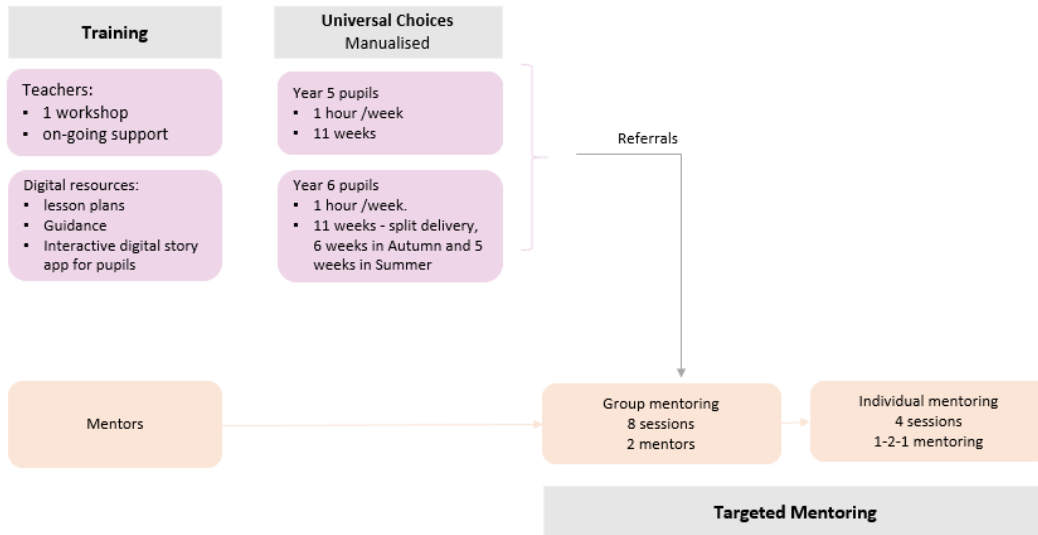 Training
Teachers:
▪ 1 workshop
▪ on-going support
Digital resources:
▪ lesson plans
▪ Guidance
▪ Interactive digital story
app for pupils
Universal Choices
Manualised
Year 5 pupils
▪ 1 hour /week
▪ 11 weeks
Year 6 pupils
▪ 1 hour /week.
▪ 11 weeks - split delivery,
6 weeks in Autumn and 5
weeks in Summer
Referrals
Mentors
Group mentoring
8 sessions
2 mentors
Individual mentoring
4 sessions
1-2-1 mentoring
Targeted Mentoring